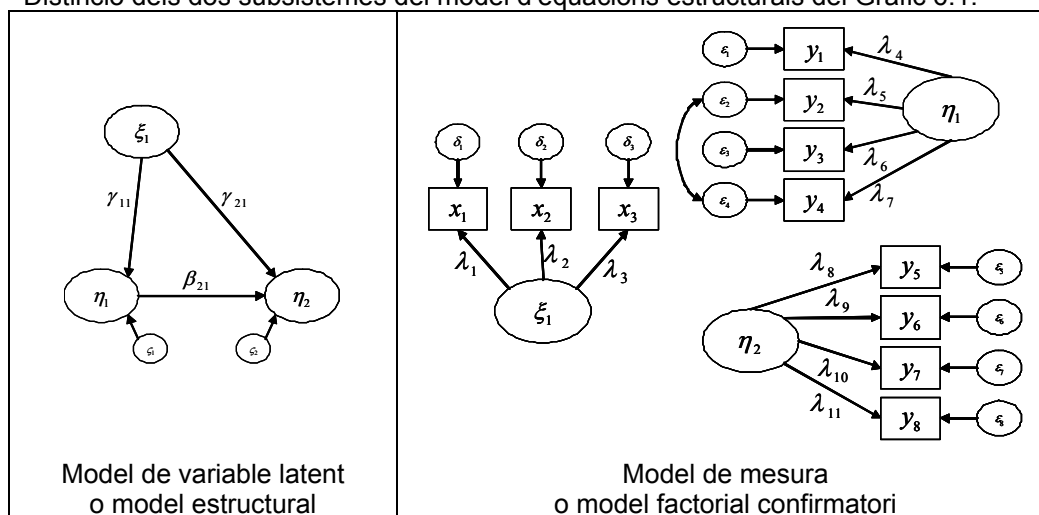 Distinció dels dos subsistemes del model d'equacions estructurals del Gràfic
ξ₁
γ₁₁
γ₂₁
η₁
β₂₁
η₂
ς₁
ς₂
Model de variable latent
o model estructural
δ₁
δ₂
δ₃
x₁
x₂
x₃
λ₁
λ₂
λ₃
ξ₁
ε₁
y₁
λ₄
ε₂
y₂
λ₅
η₁
ε₃
y₃
λ₆
ε₄
y₄
λ₇
λ₈
y₅
ε₅
λ₉
y₆
ε₆
η₂
λ₁₀
y₇
ε₇
λ₁₁
y₈
ε₈
Model de mesura
o model factorial confirmatori